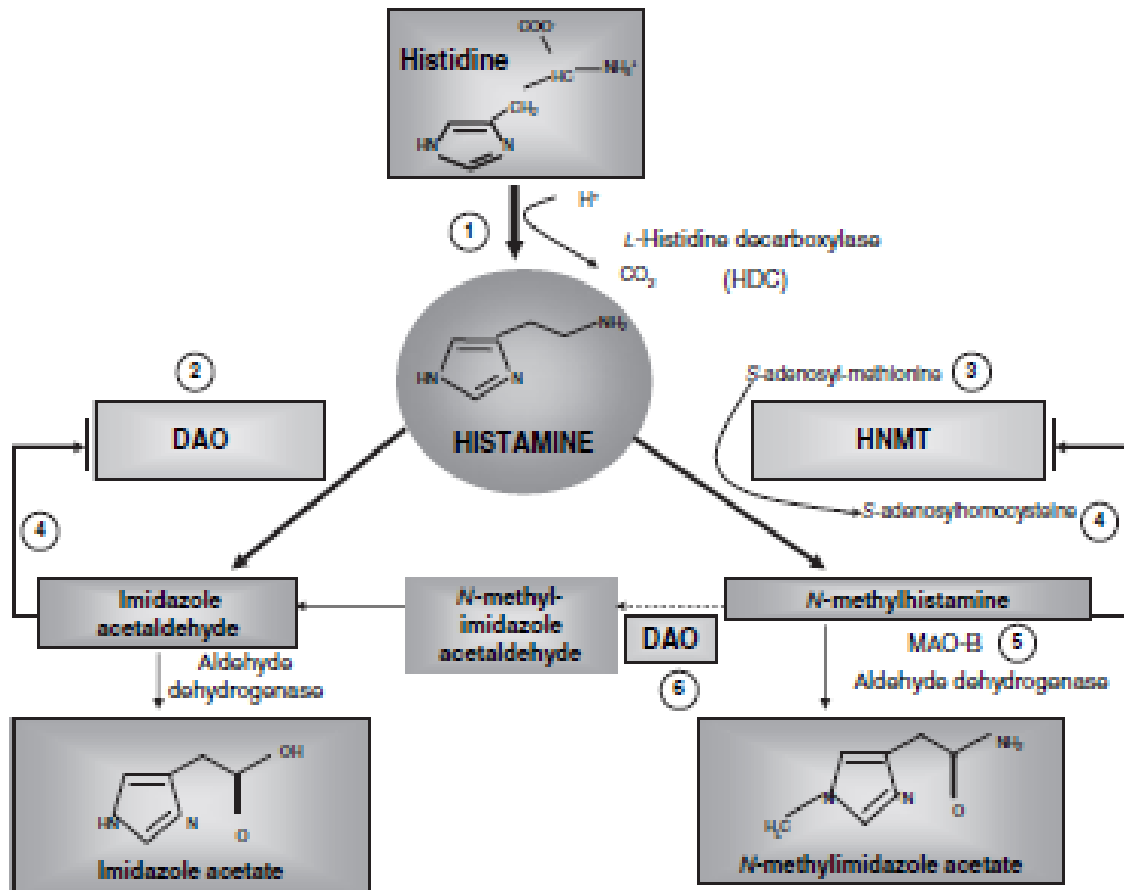 COO-
Histidine
HC
NH3+
CH2
HN
N
H+
1
L-Histidine decarboxylase
CO2
(HDC)
NH2
HN
N
HISTAMINE
2
DAO
S-adenosyl-methionine
3
HNMT
4
S-adenosylhomocysteine
4
Imidazole
acetaldehyde
N-methyl-
imidazole
acetaldehyde
DAO
6
N-methylhistamine
MAO-B
5
Aldehyde
dehydrogenase
Aldehyde dehydrogenase
OH
HN
N
O
Imidazole acetate
NH2
N
N
H3C
O
N-methylimidazole acetate